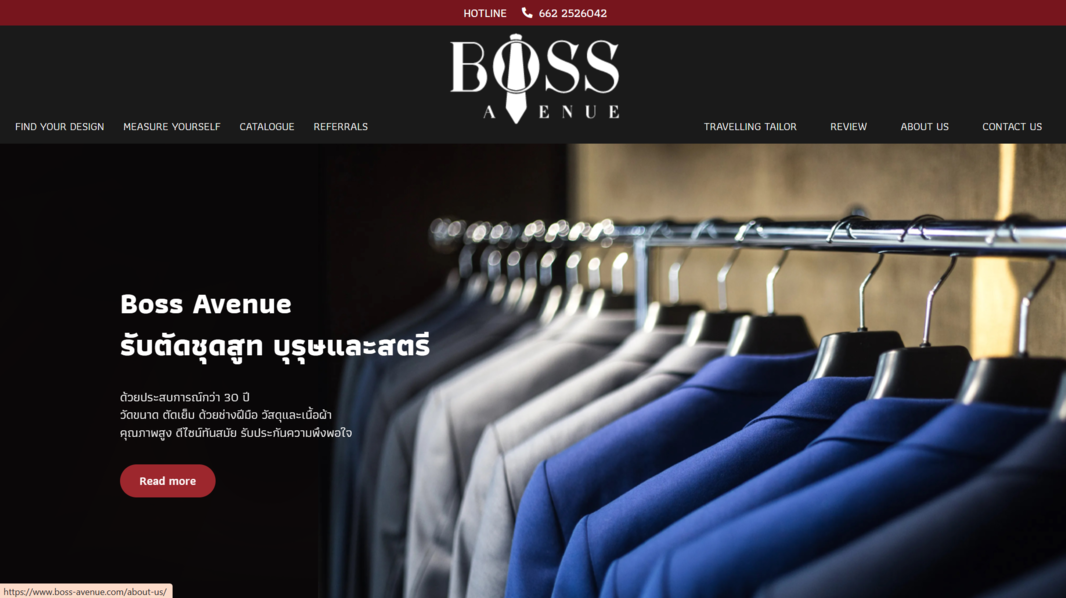 HOTLINE 662 2526042
BOSS
AVENUE
FIND YOUR DESIGN MEASURE YOURSELF CATALOGUE REFERRALS TRAVELLING TAILOR REVIEW ABOUT US CONTACT US
Boss Avenue
รับตัดชุดสูท บุรุษและสตรี
ด้วยประสบการณ์กว่า 30 ปี
วัดขนาด ตัดเย็บ ด้วยช่างฝีมือ วัสดุและเนื้อผ้า
คุณภาพสูง ดีไซน์ทันสมัย รับประกันความพึงพอใจ
Read more
https://www.boss-avenue.com/about-us/